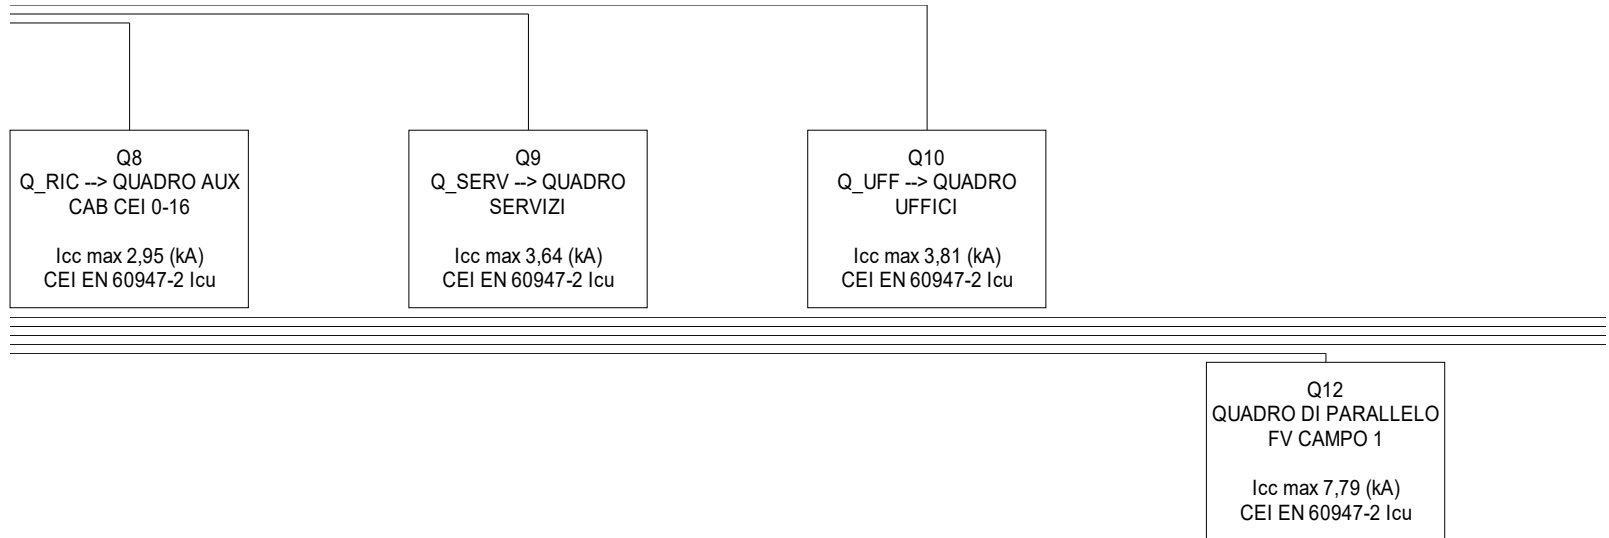 Q8
Q_RIC --> QUADRO AUX
CAB CEI 0-16
Icc max 2,95 (kA)
CEI EN 60947-2 Icu
Q9
Q_SERV --> QUADRO
SERVIZI
Icc max 3,64 (kA)
CEI EN 60947-2 Icu
Q10
Q_UFF --> QUADRO
UFFICI
Icc max 3,81 (kA)
CEI EN 60947-2 Icu
Q12
QUADRO DI PARALLELO
FV CAMPO 1
Icc max 7,79 (kA)
CEI EN 60947-2 Icu